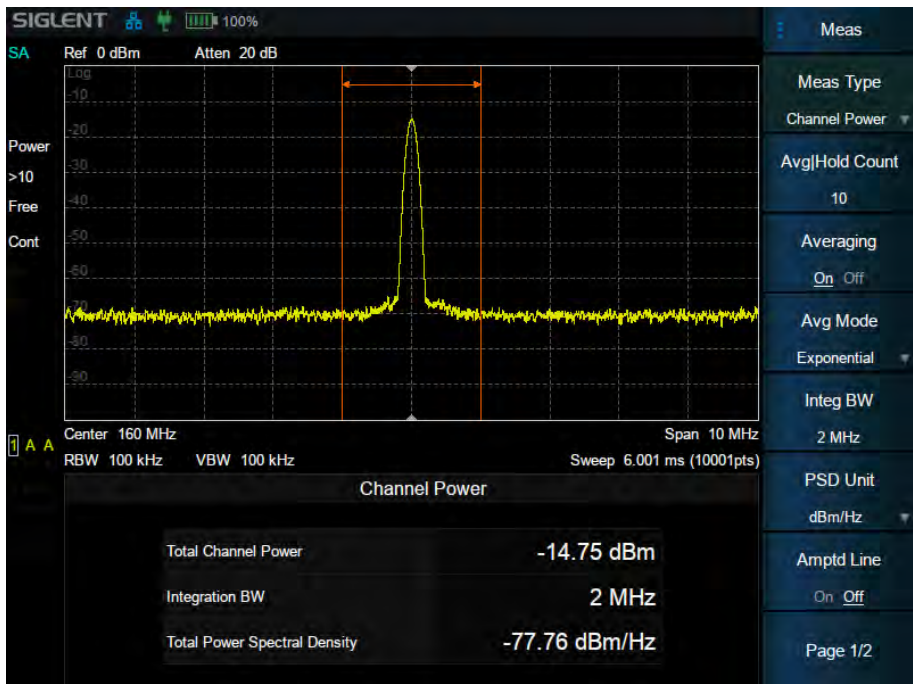 SIGLENT 100%
SA Ref 0 dBm Atten 20 dB
Log
-10
-20
-30
-40
-50
-60
-70
-80
-90
Power
>10
Free
Cont
1 A A
Center 160 MHz Span 10 MHz
RBW 100 kHz VBW 100 kHz Sweep 6.001 ms (10001pts)
Channel Power
Total Channel Power -14.75 dBm
Integration BW 2 MHz
Total Power Spectral Density -77.76 dBm/Hz
Meas
Meas Type
Channel Power
Avg|Hold Count
10
Averaging
On Off
Avg Mode
Exponential
Integ BW
2 MHz
PSD Unit
dBm/Hz
Amptd Line
On Off
Page 1/2